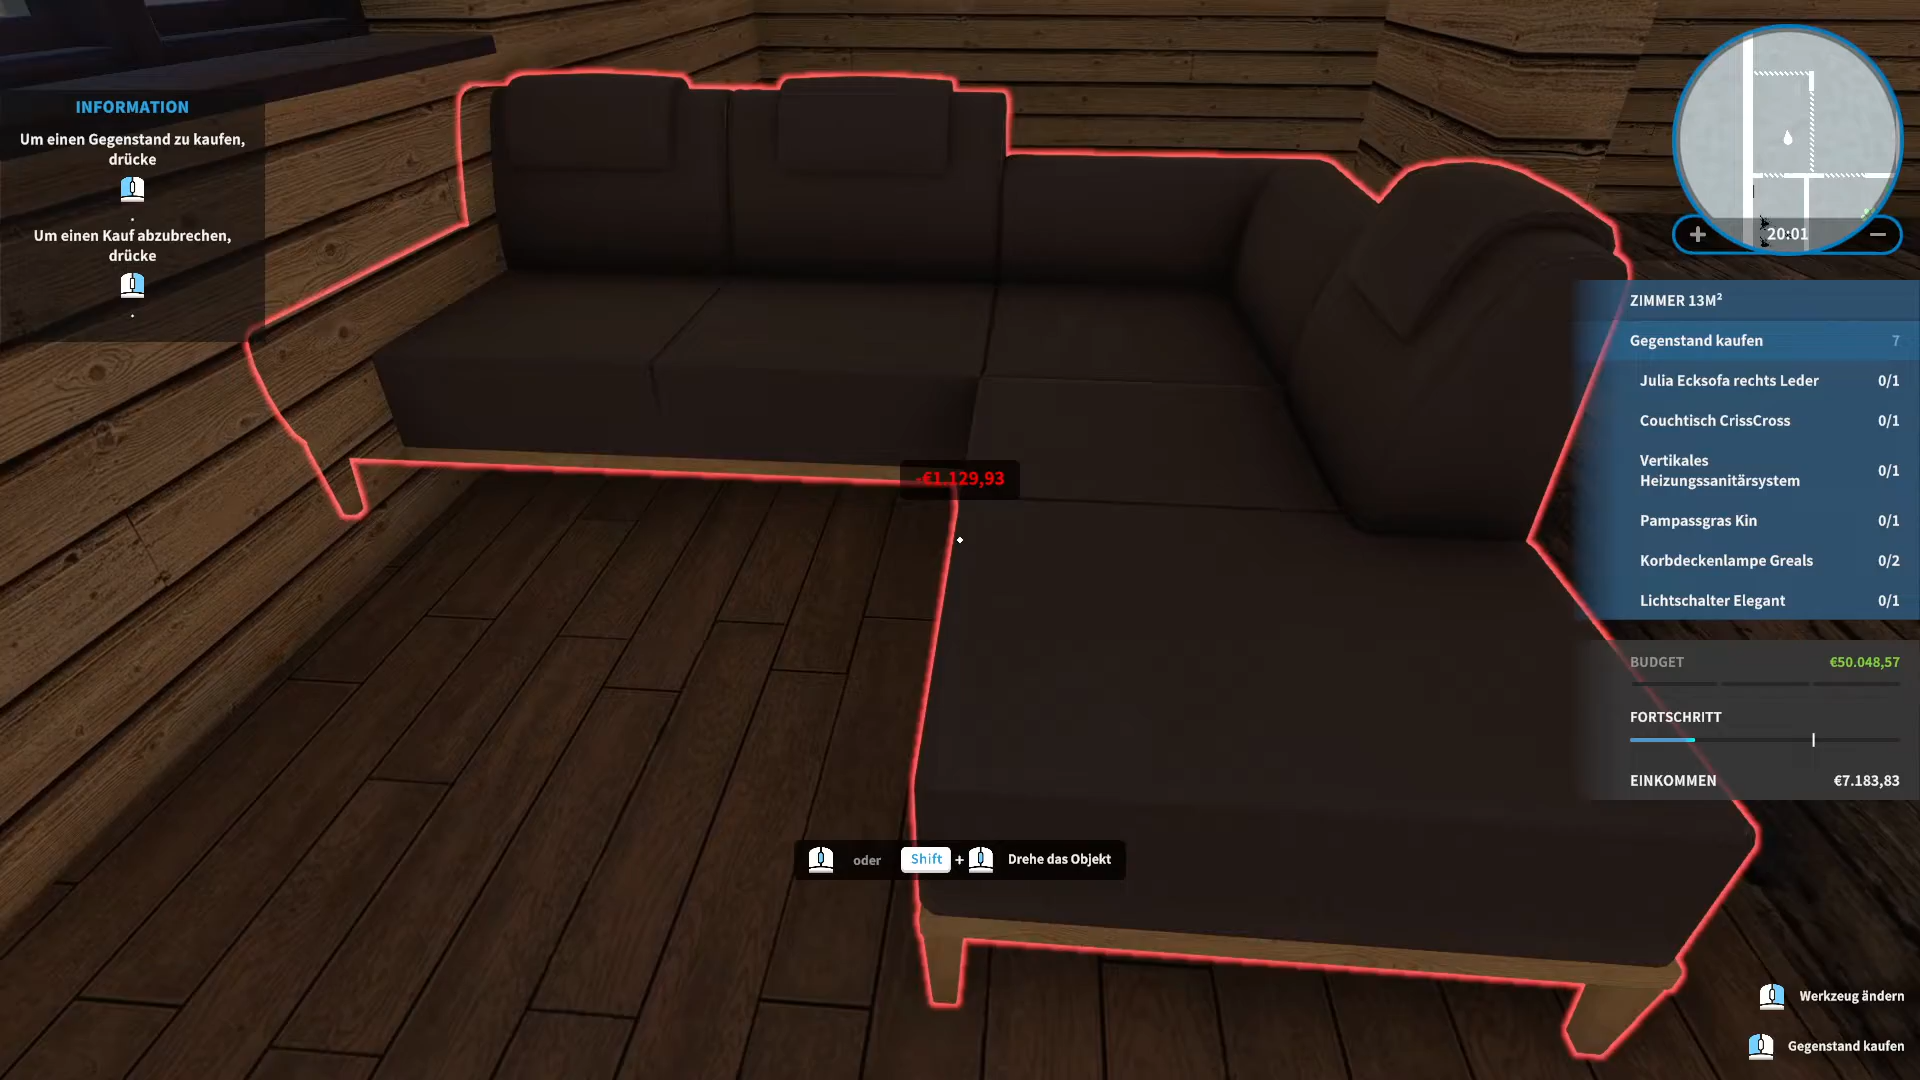 INFORMATION
Um einen Gegenstand zu kaufen,
drücke
.
Um einen Kauf abzubrechen,
drücke
.
20:01
ZIMMER 13M²
Gegenstand kaufen 7
Julia Ecksofa rechts Leder 0/1
Couchtisch CrissCross 0/1
Vertikales
Heizungssanitärsystem 0/1
Pampassgras Kin 0/1
Korbdeckenlampe Greals 0/2
Lichtschalter Elegant 0/1
BUDGET €50.048,57
FORTSCHRITT
EINKOMMEN €7.183,83
-€1.129,93
oder Shift + Drehe das Objekt
Werkzeug ändern
Gegenstand kaufen